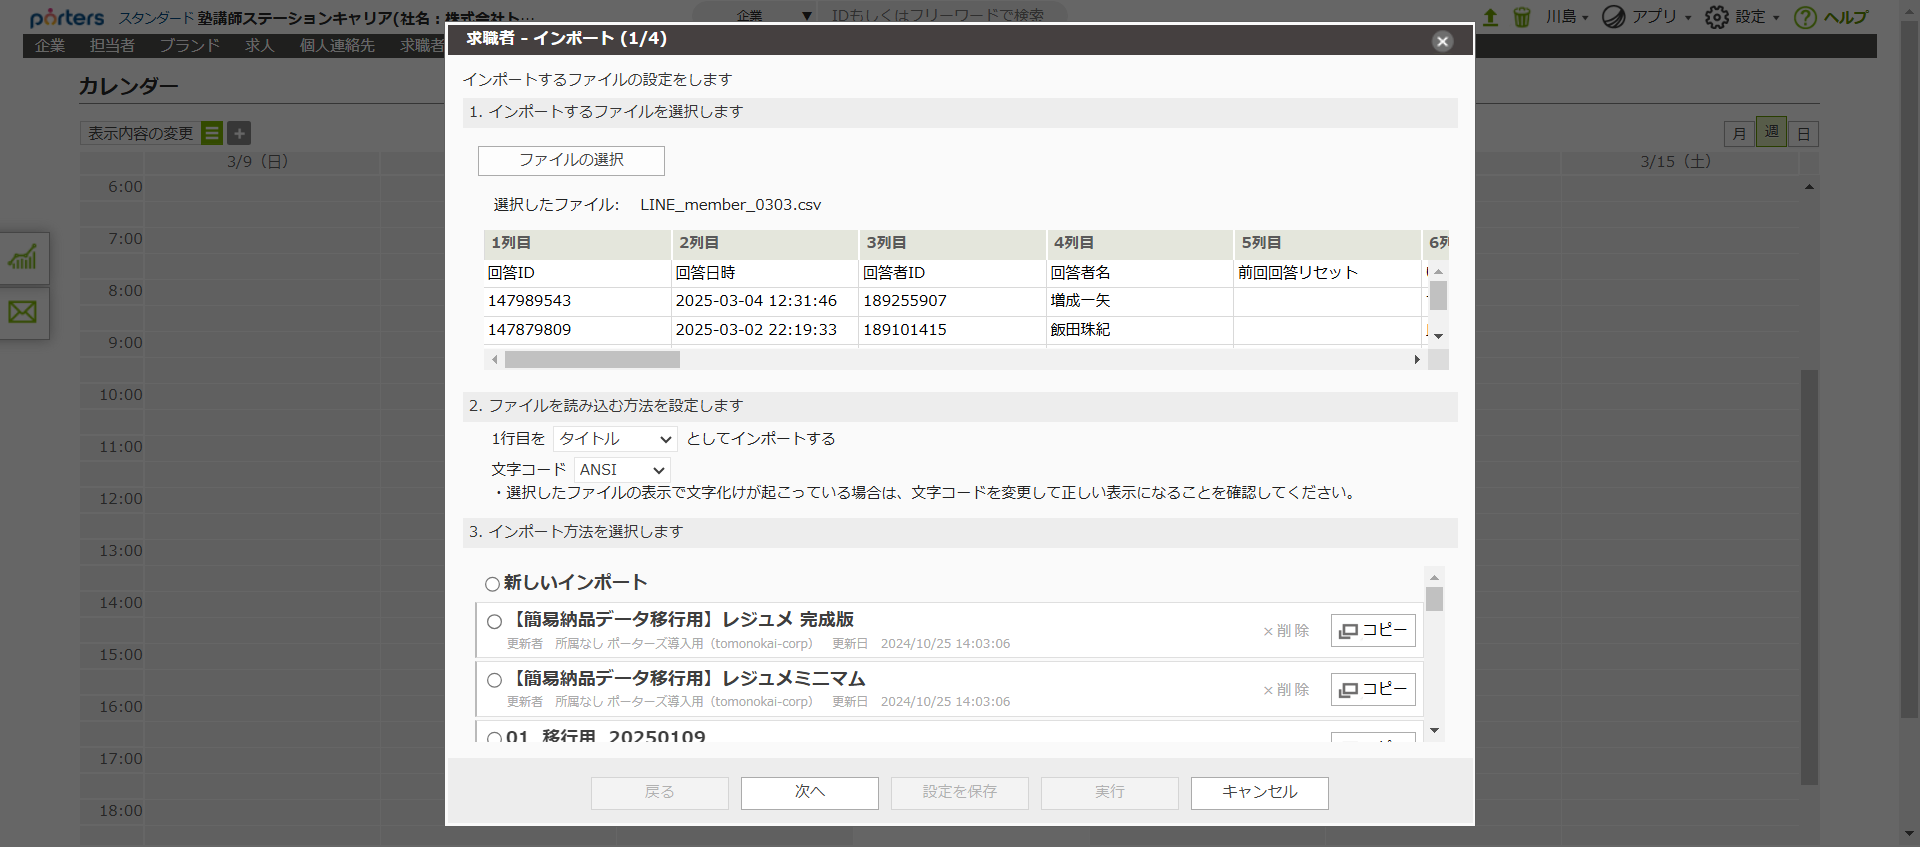 porters スタンダード 塾講師ステーションキャリア(社名：株式会社ト…
企業 ▼ IDもしくはフリーワードで検索
川島 アプリ 設定 ヘルプ
企業 担当者 ブランド 求人 個人連絡先 求職者
カレンダー
表示内容の変更
月 週 日
3/9（日） 3/15（土）
6:00
7:00
8:00
9:00
10:00
11:00
12:00
13:00
14:00
15:00
16:00
17:00
18:00
求職者 - インポート (1/4)
インポートするファイルの設定をします
1. インポートするファイルを選択します
ファイルの選択
選択したファイル: LINE_member_0303.csv
1列目 2列目 3列目 4列目 5列目 6列
回答ID 回答日時 回答者ID 回答者名 前回回答リセット
147989543 2025-03-04 12:31:46 189255907 増成一矢
147879809 2025-03-02 22:19:33 189101415 飯田珠紀
2. ファイルを読み込む方法を設定します
1行目を タイトル としてインポートする
文字コード ANSI
・選択したファイルの表示で文字化けが起こっている場合は、文字コードを変更して正しい表示になることを確認してください。
3. インポート方法を選択します
新しいインポート
【簡易納品データ移行用】レジュメ 完成版
更新者 所属なし ポーターズ導入用（tomonokai-corp） 更新日 2024/10/25 14:03:06
×削除 コピー
【簡易納品データ移行用】レジュメミニマム
更新者 所属なし ポーターズ導入用（tomonokai-corp） 更新日 2024/10/25 14:03:06
×削除 コピー
01_移行用_20250109
戻る 次へ 設定を保存 実行 キャンセル